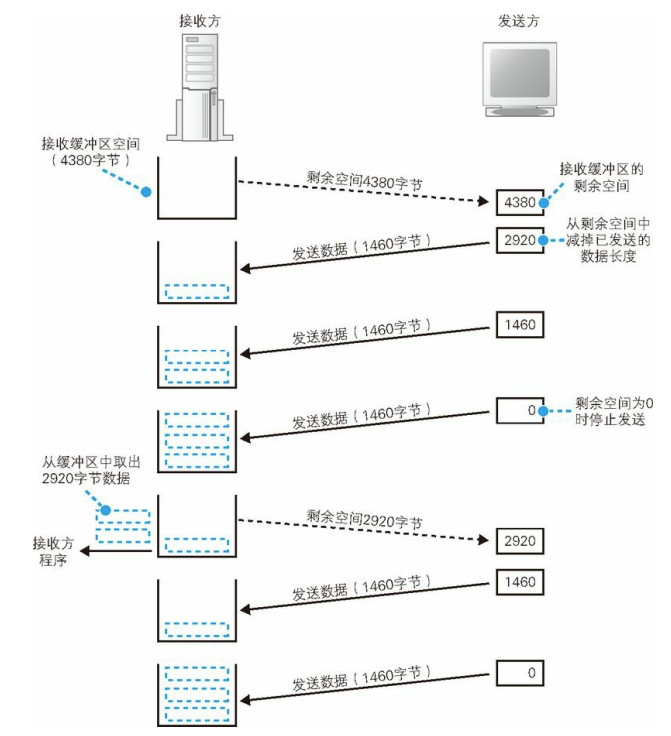 接收方
发送方
接收缓冲区空间
（4380字节）
剩余空间4380字节
接收缓冲区的
剩余空间
4380
从剩余空间中
减掉已发送的
数据长度
2920
发送数据（1460字节）
1460
发送数据（1460字节）
0
剩余空间为0
时停止发送
发送数据（1460字节）
从缓冲区中取出
2920字节数据
剩余空间2920字节
2920
接收方
程序
1460
发送数据（1460字节）
0
发送数据（1460字节）